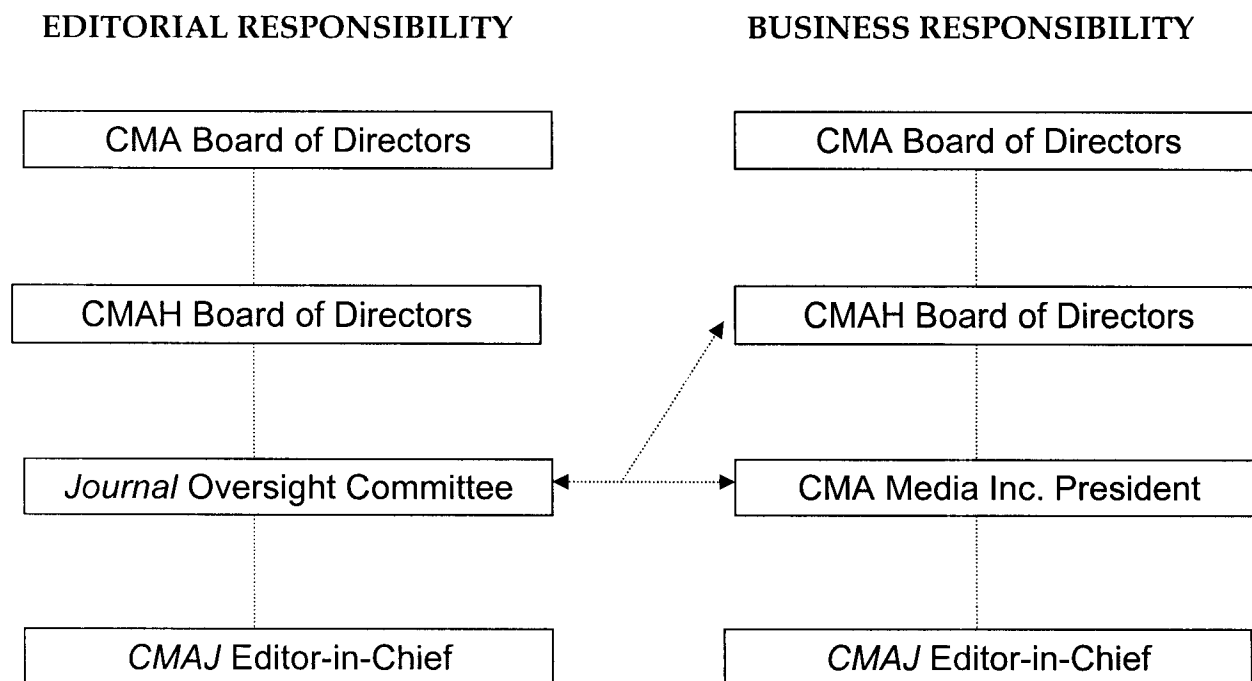 EDITORIAL RESPONSIBILITY
BUSINESS RESPONSIBILITY
CMA Board of Directors
CMA Board of Directors
CMAH Board of Directors
CMAH Board of Directors
Journal Oversight Committee
CMA Media Inc. President
CMAJ Editor-in-Chief
CMAJ Editor-in-Chief